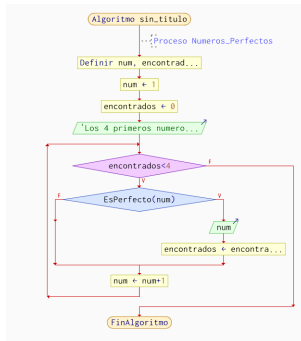 Algoritmo sin_titulo
Proceso Numeros_Perfectos
Definir num, encontrad...
num ← 1
encontrados ← 0
'Los 4 primeros numero...
encontrados<4
F
V
EsPerfecto(num)
F
V
num
encontrados ← encontra...
num ← num+1
FinAlgoritmo